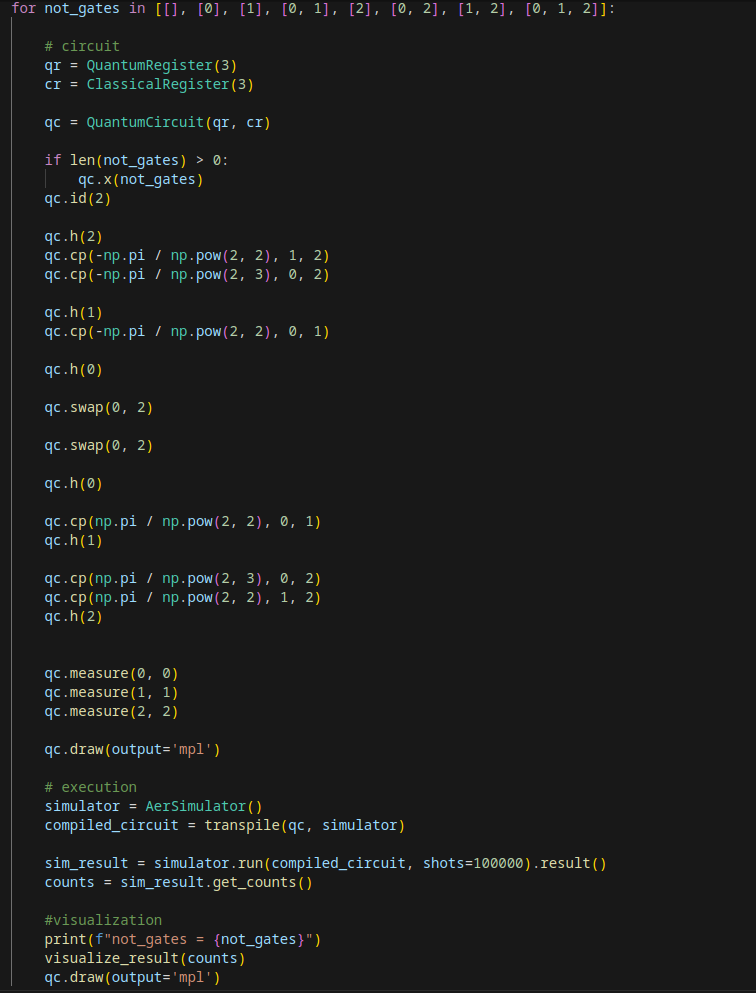 for not_gates in [[], [0], [1], [0, 1], [2], [0, 2], [1, 2], [0, 1, 2]]:
# circuit
qr = QuantumRegister(3)
cr = ClassicalRegister(3)
qc = QuantumCircuit(qr, cr)
if len(not_gates) > 0:
qc.x(not_gates)
qc.id(2)
qc.h(2)
qc.cp(-np.pi / np.pow(2, 2), 1, 2)
qc.cp(-np.pi / np.pow(2, 3), 0, 2)
qc.h(1)
qc.cp(-np.pi / np.pow(2, 2), 0, 1)
qc.h(0)
qc.swap(0, 2)
qc.swap(0, 2)
qc.h(0)
qc.cp(np.pi / np.pow(2, 2), 0, 1)
qc.h(1)
qc.cp(np.pi / np.pow(2, 3), 0, 2)
qc.cp(np.pi / np.pow(2, 2), 1, 2)
qc.h(2)
qc.measure(0, 0)
qc.measure(1, 1)
qc.measure(2, 2)
qc.draw(output='mpl')
# execution
simulator = AerSimulator()
compiled_circuit = transpile(qc, simulator)
sim_result = simulator.run(compiled_circuit, shots=100000).result()
counts = sim_result.get_counts()
#visualization
print(f"not_gates = {not_gates}")
visualize_result(counts)
qc.draw(output='mpl')